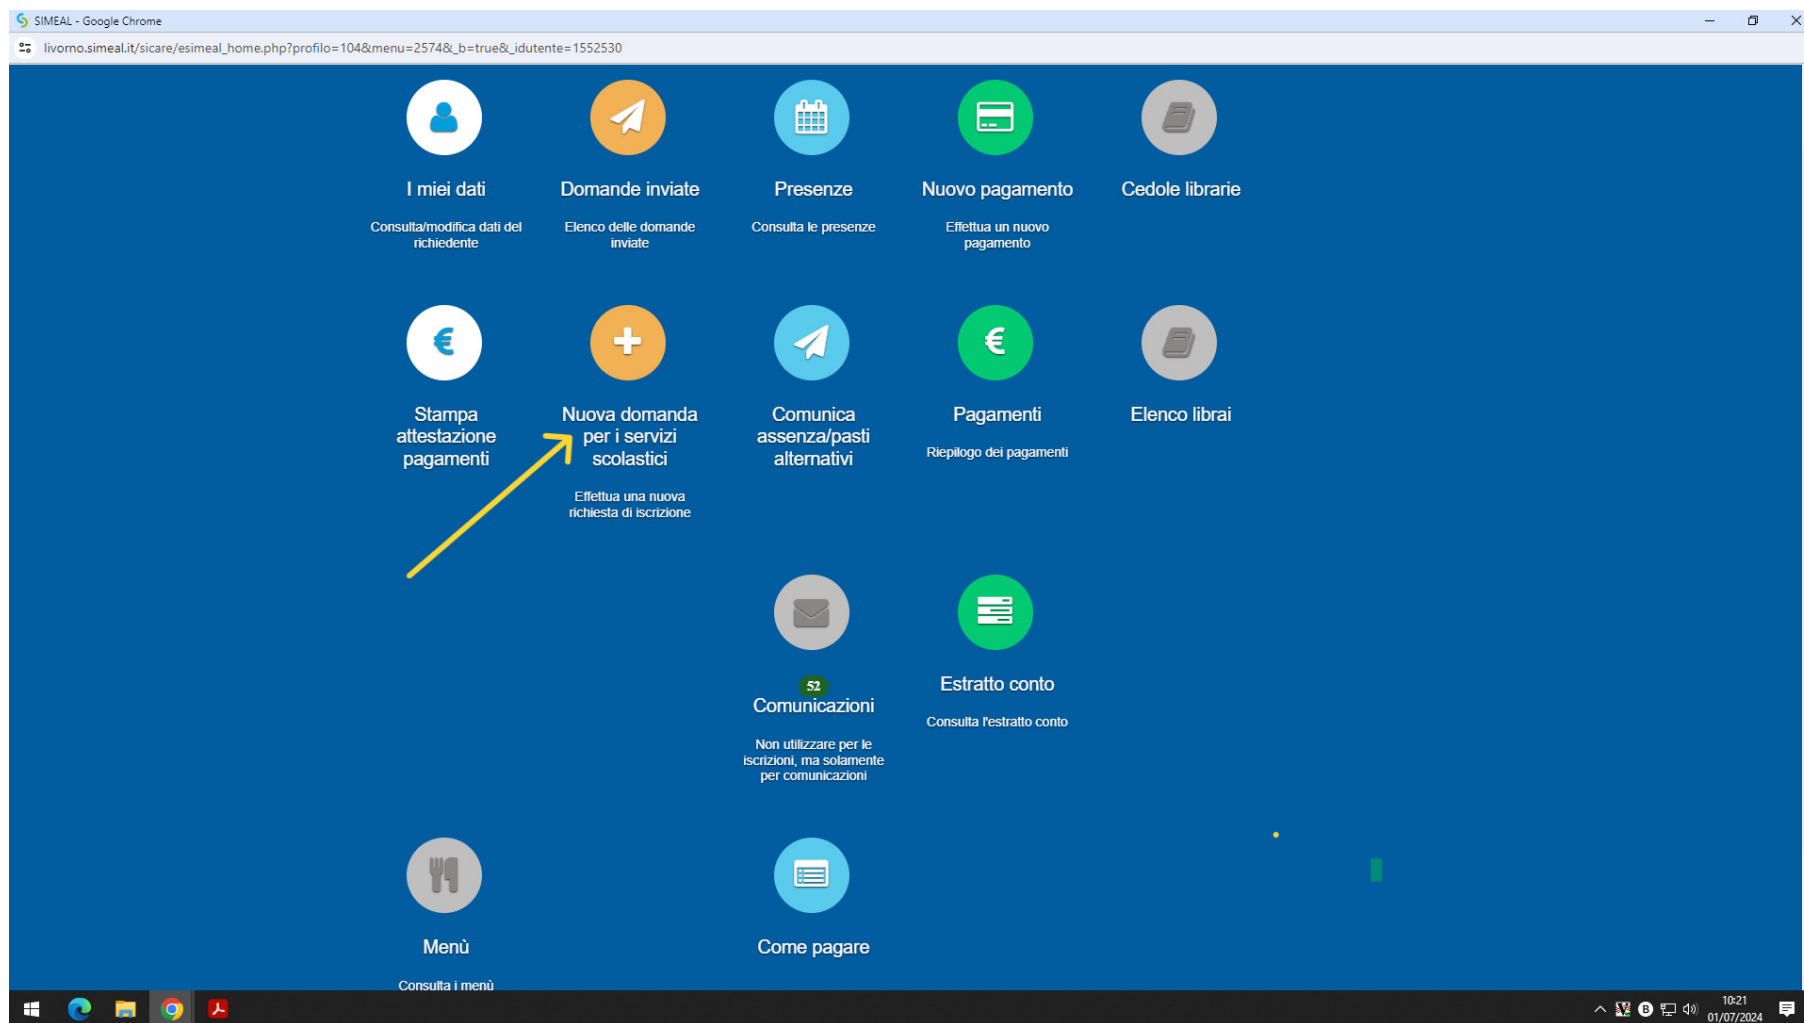 SIMEAL - Google Chrome
livorno.simeal.it/sicare/esimeal_home.php?profilo=104&menu=2574&_b=true&_idutente=1552530
I miei dati
Consulta/modifica dati del
richiedente
Domande inviate
Elenco delle domande
inviate
Presenze
Consulta le presenze
Nuovo pagamento
Effettua un nuovo
pagamento
Cedole librarie
Stampa
attestazione
pagamenti
Nuova domanda
per i servizi
scolastici
Effettua una nuova
richiesta di iscrizione
Comunica
assenza/pasti
alternativi
Pagamenti
Riepilogo dei pagamenti
Elenco librai
52
Comunicazioni
Non utilizzare per le
iscrizioni, ma solamente
per comunicazioni
Estratto conto
Consulta l'estratto conto
Menù
Consulta i menù
Come pagare
10:21
01/07/2024